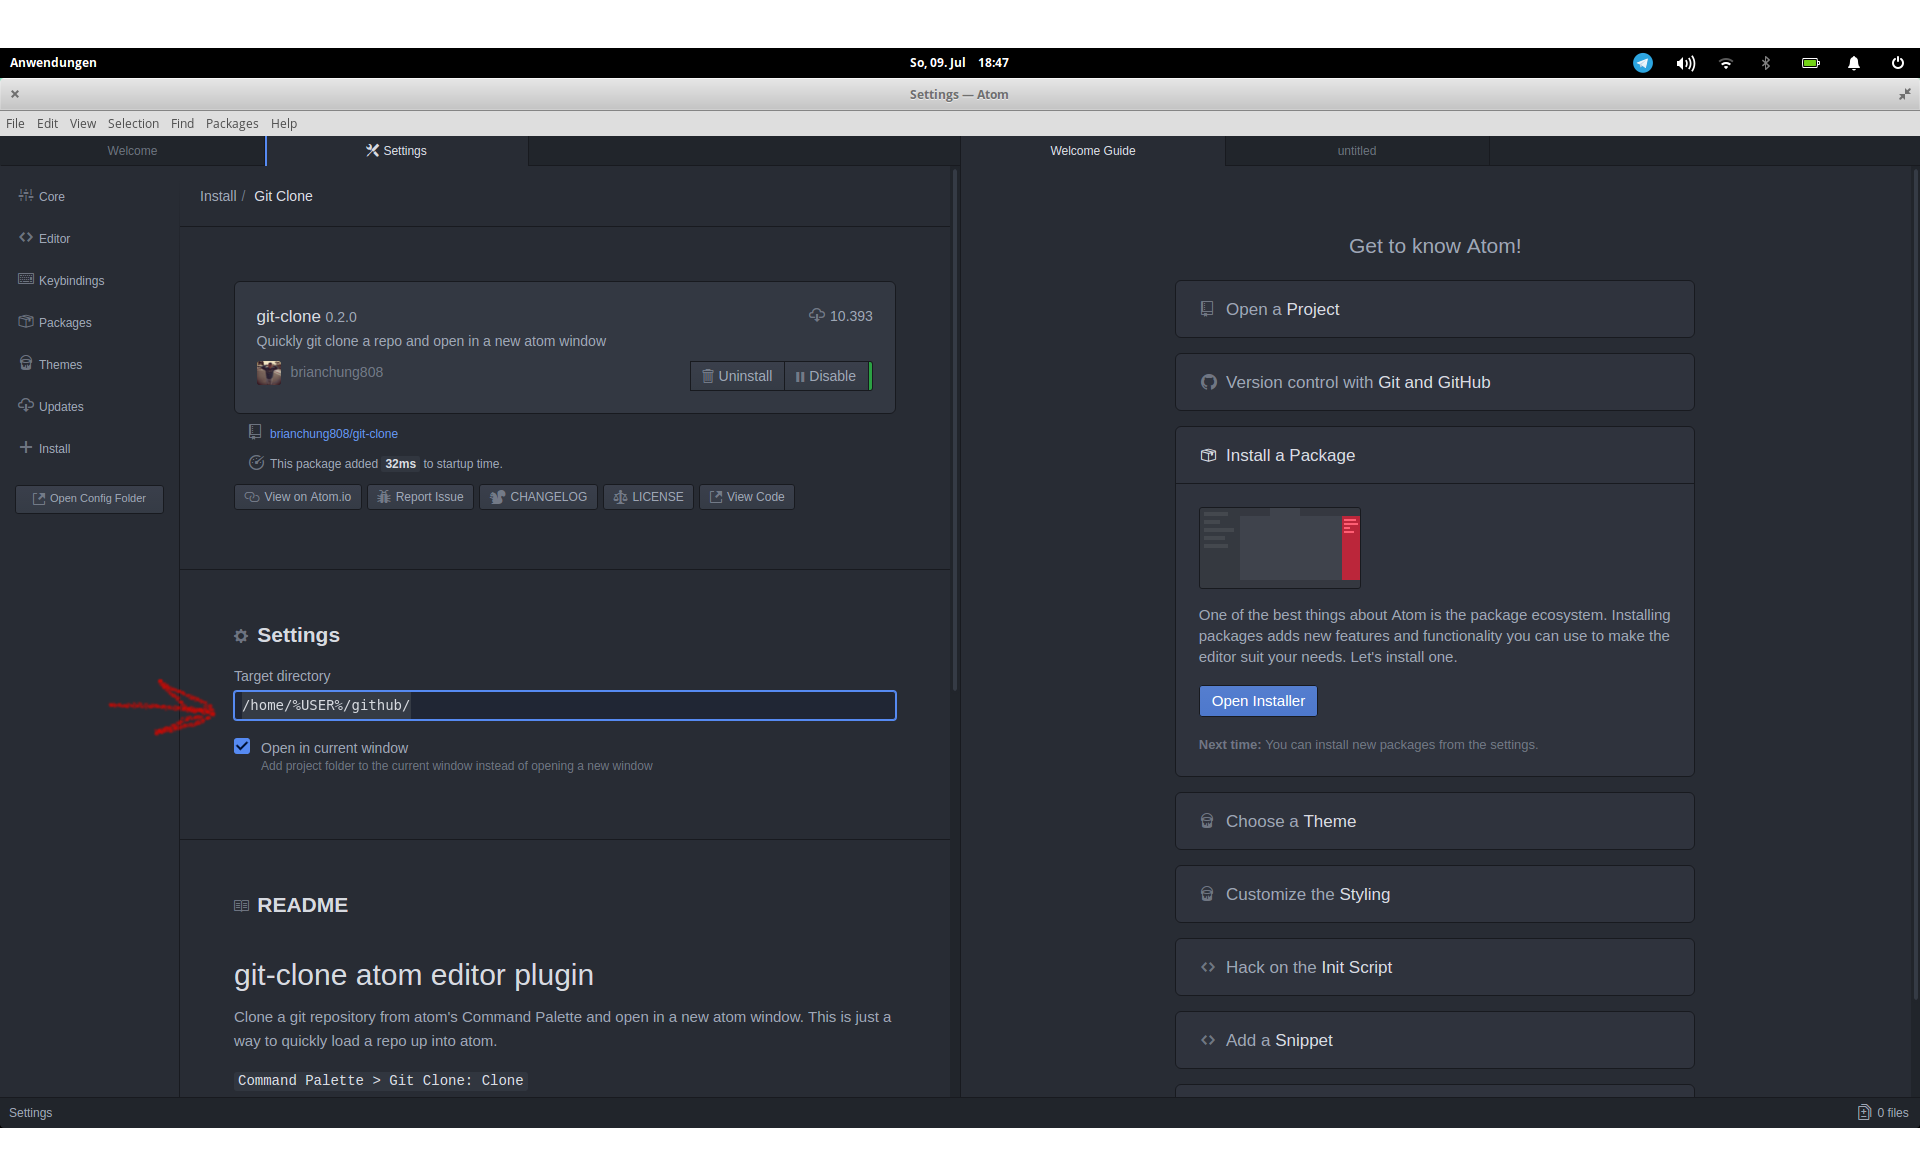 Anwendungen
So, 09. Jul 18:47
Settings — Atom
File Edit View Selection Find Packages Help
Welcome
Settings
Welcome Guide
untitled
Core
Editor
Keybindings
Packages
Themes
Updates
Install
Open Config Folder
Install / Git Clone
git-clone 0.2.0
10.393
Quickly git clone a repo and open in a new atom window
brianchung808
Uninstall
Disable
brianchung808/git-clone
This package added 32ms to startup time.
View on Atom.io
Report Issue
CHANGELOG
LICENSE
View Code
Settings
Target directory
/home/%USER%/github/
Open in current window
Add project folder to the current window instead of opening a new window
README
git-clone atom editor plugin
Clone a git repository from atom's Command Palette and open in a new atom window. This is just a
way to quickly load a repo up into atom.
Command Palette > Git Clone: Clone
Get to know Atom!
Open a Project
Version control with Git and GitHub
Install a Package
One of the best things about Atom is the package ecosystem. Installing
packages adds new features and functionality you can use to make the
editor suit your needs. Let's install one.
Open Installer
Next time: You can install new packages from the settings.
Choose a Theme
Customize the Styling
Hack on the Init Script
Add a Snippet
Settings
0 files